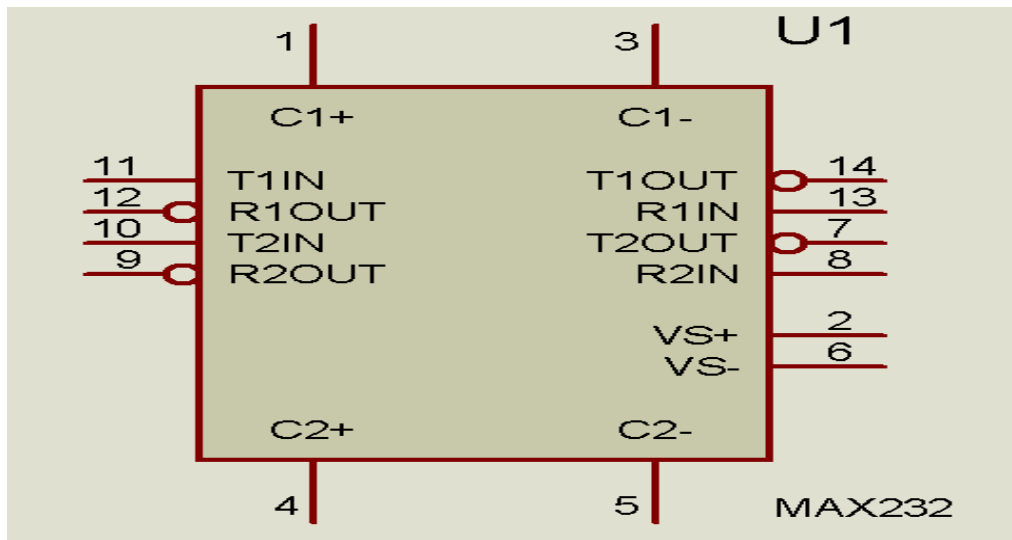 U1
1 3
C1+ C1-
11 T1IN T1OUT 14
12 R1OUT R1IN 13
10 T2IN T2OUT 7
9 R2OUT R2IN 8
VS+ 2
VS- 6
C2+ C2-
4 5 MAX232